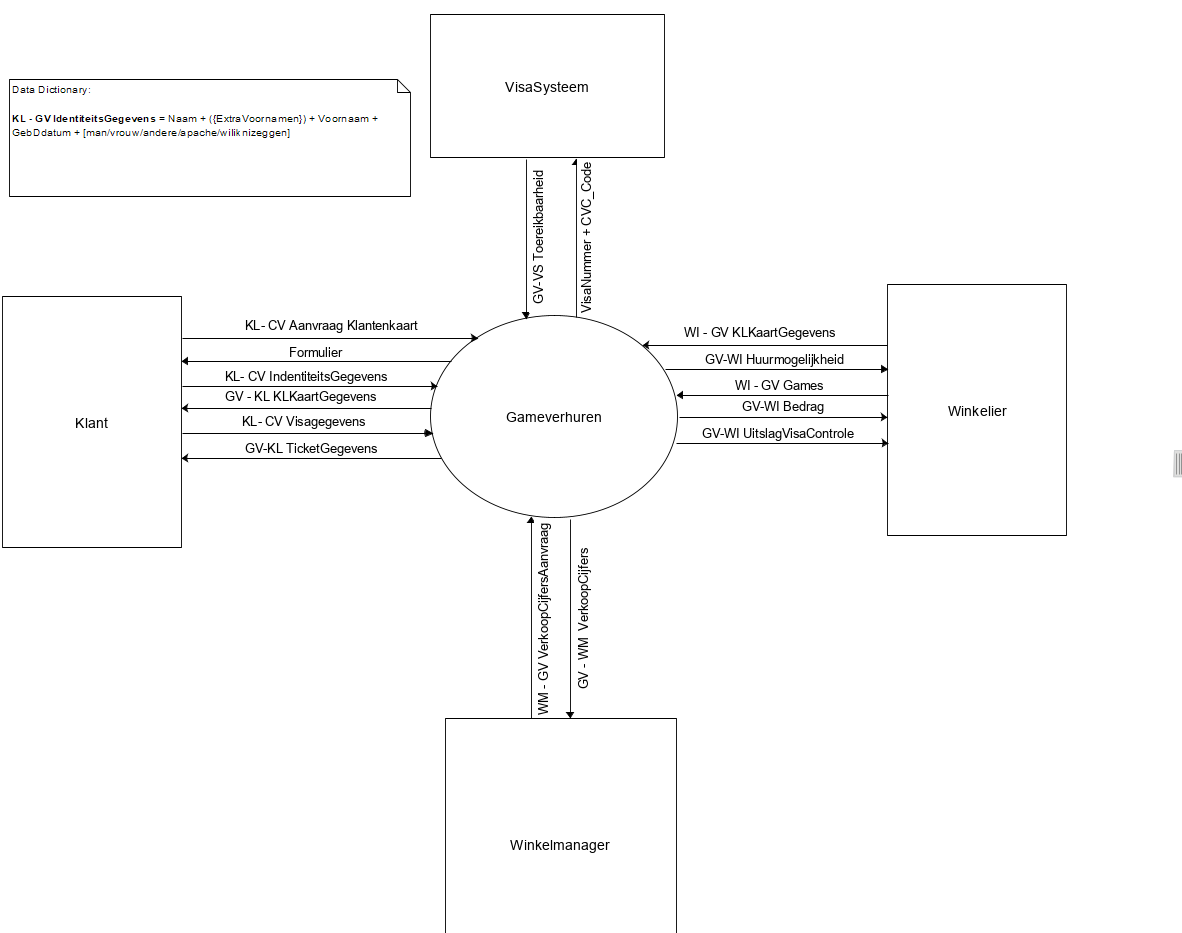 VisaSysteem
Data Dictionary:
KL - GV IdentiteitsGegevens = Naam + ({ExtraVoornamen}) + Voornaam +
GebDdatum + [man/vrouw/andere/apache/wiliknizeggen]
GV-VS Toereikbaarheid
VisaNummer + CVC_Code
KL- CV Aanvraag Klantenkaart
Formulier
KL- CV IndentiteitsGegevens
GV - KL KLKaartGegevens
KL- CV Visagegevens
GV-KL TicketGegevens
Klant
Gameverhuren
WI - GV KLKaartGegevens
GV-WI Huurmogelijkheid
WI - GV Games
GV-WI Bedrag
GV-WI UitslagVisaControle
Winkelier
WM - GV VerkoopCijfersAanvraag
GV - WM VerkoopCijfers
Winkelmanager